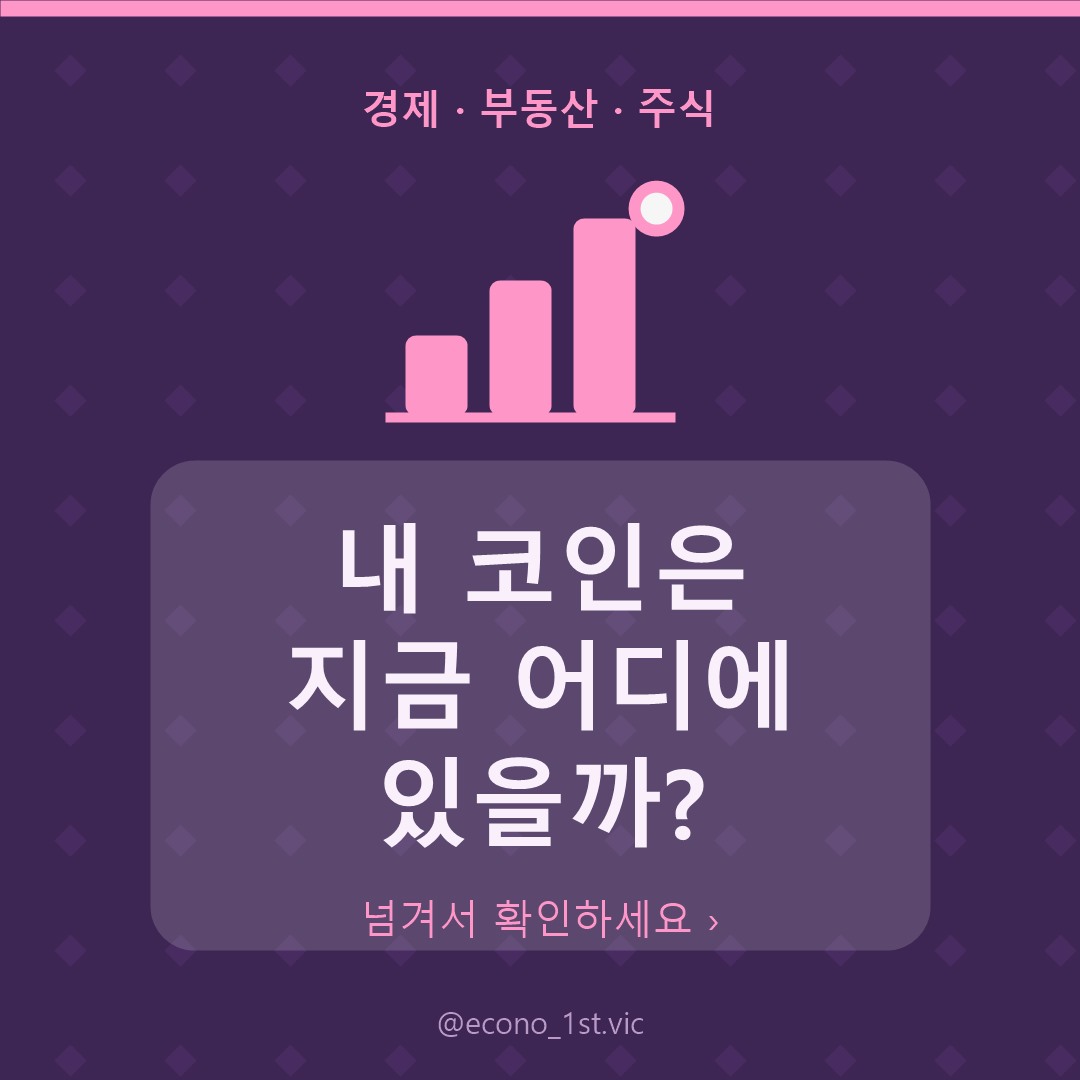 경제 · 부동산 · 주식
내 코인은
지금 어디에
있을까?
넘겨서 확인하세요 ›
@econo_1st.vic